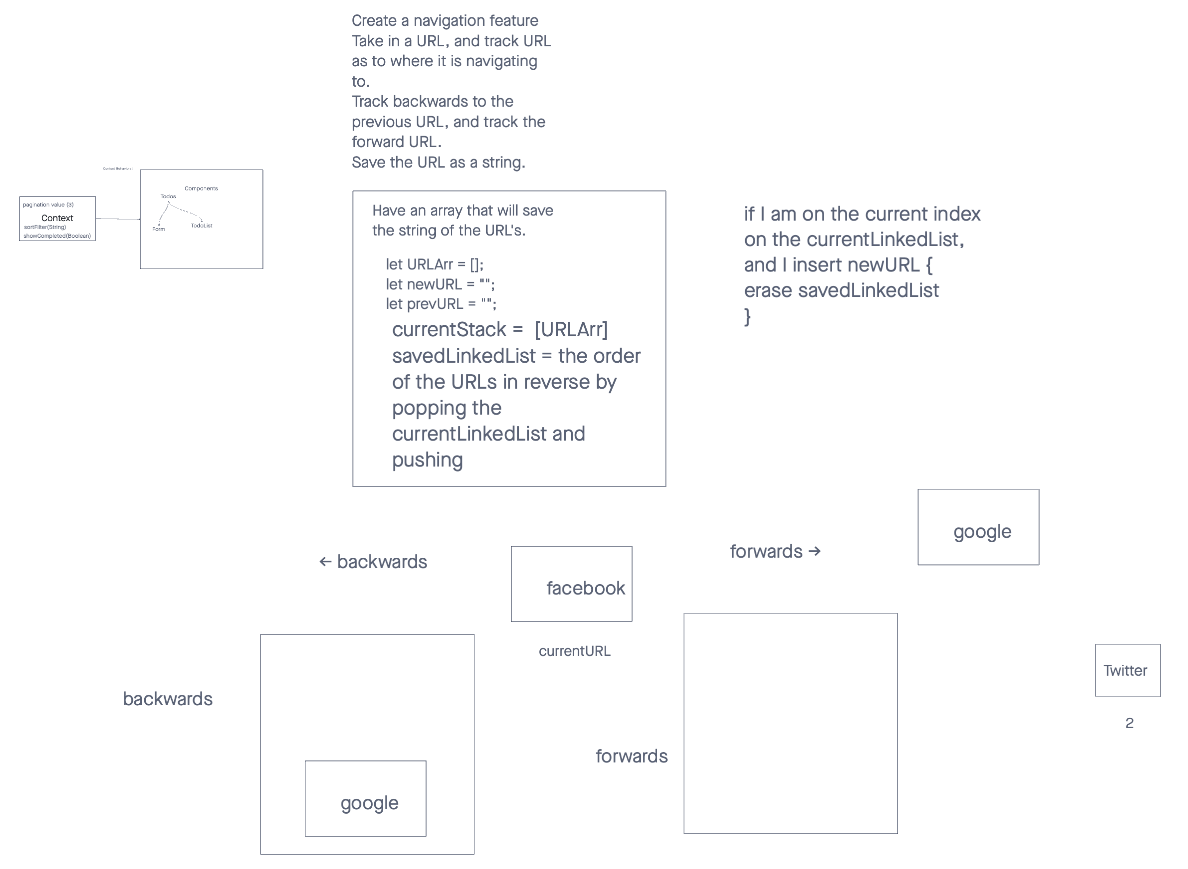 Create a navigation feature
Take in a URL, and track URL
as to where it is navigating
to.
Track backwards to the
previous URL, and track the
forward URL.
Save the URL as a string.
Components
Todos
Form
TodoList
pagination value (3)
Context
sortFilter(String)
showCompleted(Boolean)
Have an array that will save
the string of the URL's.
let URLArr = [];
let newURL = "";
let prevURL = "";
currentStack = [URLArr]
savedLinkedList = the order
of the URLs in reverse by
popping the
currentLinkedList and
pushing
if I am on the current index
on the currentLinkedList,
and I insert newURL {
erase savedLinkedList
}
← backwards
facebook
currentURL
forwards →
google
backwards
google
forwards
Twitter
2